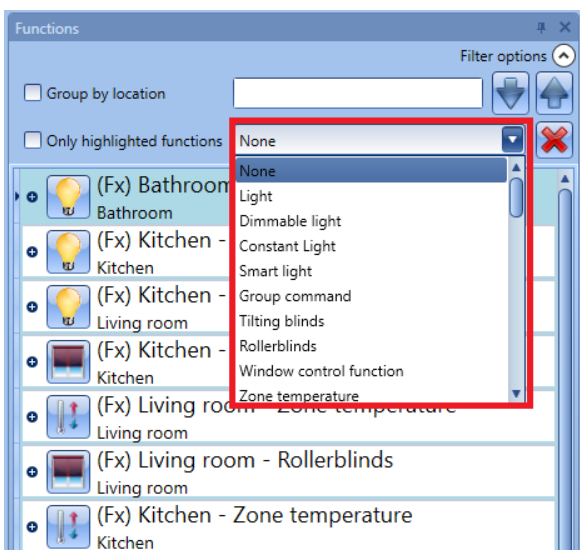 Functions
Filter options
Group by location
Only highlighted functions None
None
Light
Dimmable light
Constant Light
Smart light
Group command
Tilting blinds
Rollerblinds
Window control function
Zone temperature
(Fx) Bathroom
Bathroom
(Fx) Kitchen -
Kitchen
(Fx) Kitchen -
Living room
(Fx) Kitchen -
Kitchen
(Fx) Living room - Zone temperature
Living room
(Fx) Living room - Rollerblinds
Living room
(Fx) Kitchen - Zone temperature
Kitchen